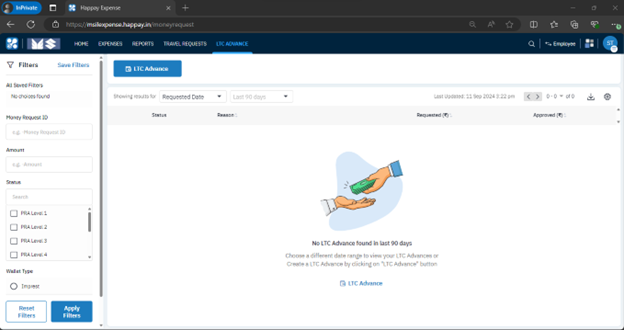 InPrivate
Happay Expense
https://msilexpense.happay.in/moneyrequest
MS
HOME EXPENSES REPORTS TRAVEL REQUESTS LTC ADVANCE
Employee
ST
Filters Save Filters
LTC Advance
All Saved Filters
No choices found
Showing results for Requested Date Last 90 days
Last Updated: 11 Sep 2024 3:22 pm
0 - 0 of 0
Status Reason Requested (₹) Approved (₹)
Money Request ID
e.g. Money Request ID
Amount
e.g. Amount
Status
Search
PRA Level 1
PRA Level 2
PRA Level 3
PRA Level 4
Wallet Type
Imprest
Reset Filters
Apply Filters
No LTC Advance found in last 90 days
Choose a different date range to view your LTC Advances or
Create a LTC Advance by clicking on "LTC Advance" button
LTC Advance